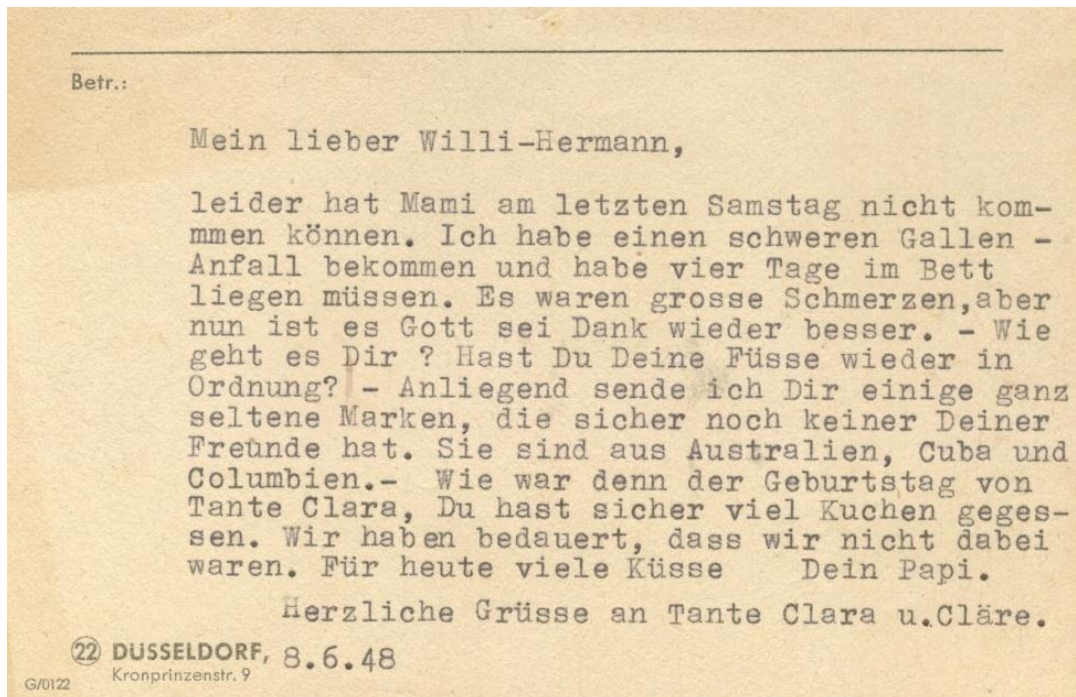 Betr.:
Mein lieber Willi-Hermann,
leider hat Mami am letzten Samstag nicht kom-
mmen können. Ich habe einen schweren Gallen -
Anfall bekommen und habe vier Tage im Bett
liegen müssen. Es waren grosse Schmerzen,aber
nun ist es Gott sei Dank wieder besser. - Wie
geht es Dir ? Hast Du Deine Füsse wieder in
Ordnung? - Anliegend sende ich Dir einige ganz
seltene Marken, die sicher noch keiner Deiner
Freunde hat. Sie sind aus Australien, Cuba und
Columbien.- Wie war denn der Geburtstag von
Tante Clara, Du hast sicher viel Kuchen geges-
sen. Wir haben bedauert, dass wir nicht dabei
waren. Für heute viele Küsse Dein Papi.
Herzliche Grüsse an Tante Clara u.Cläre.
22 DÜSSELDORF, 8.6.48
Kronprinzenstr. 9
G/0122